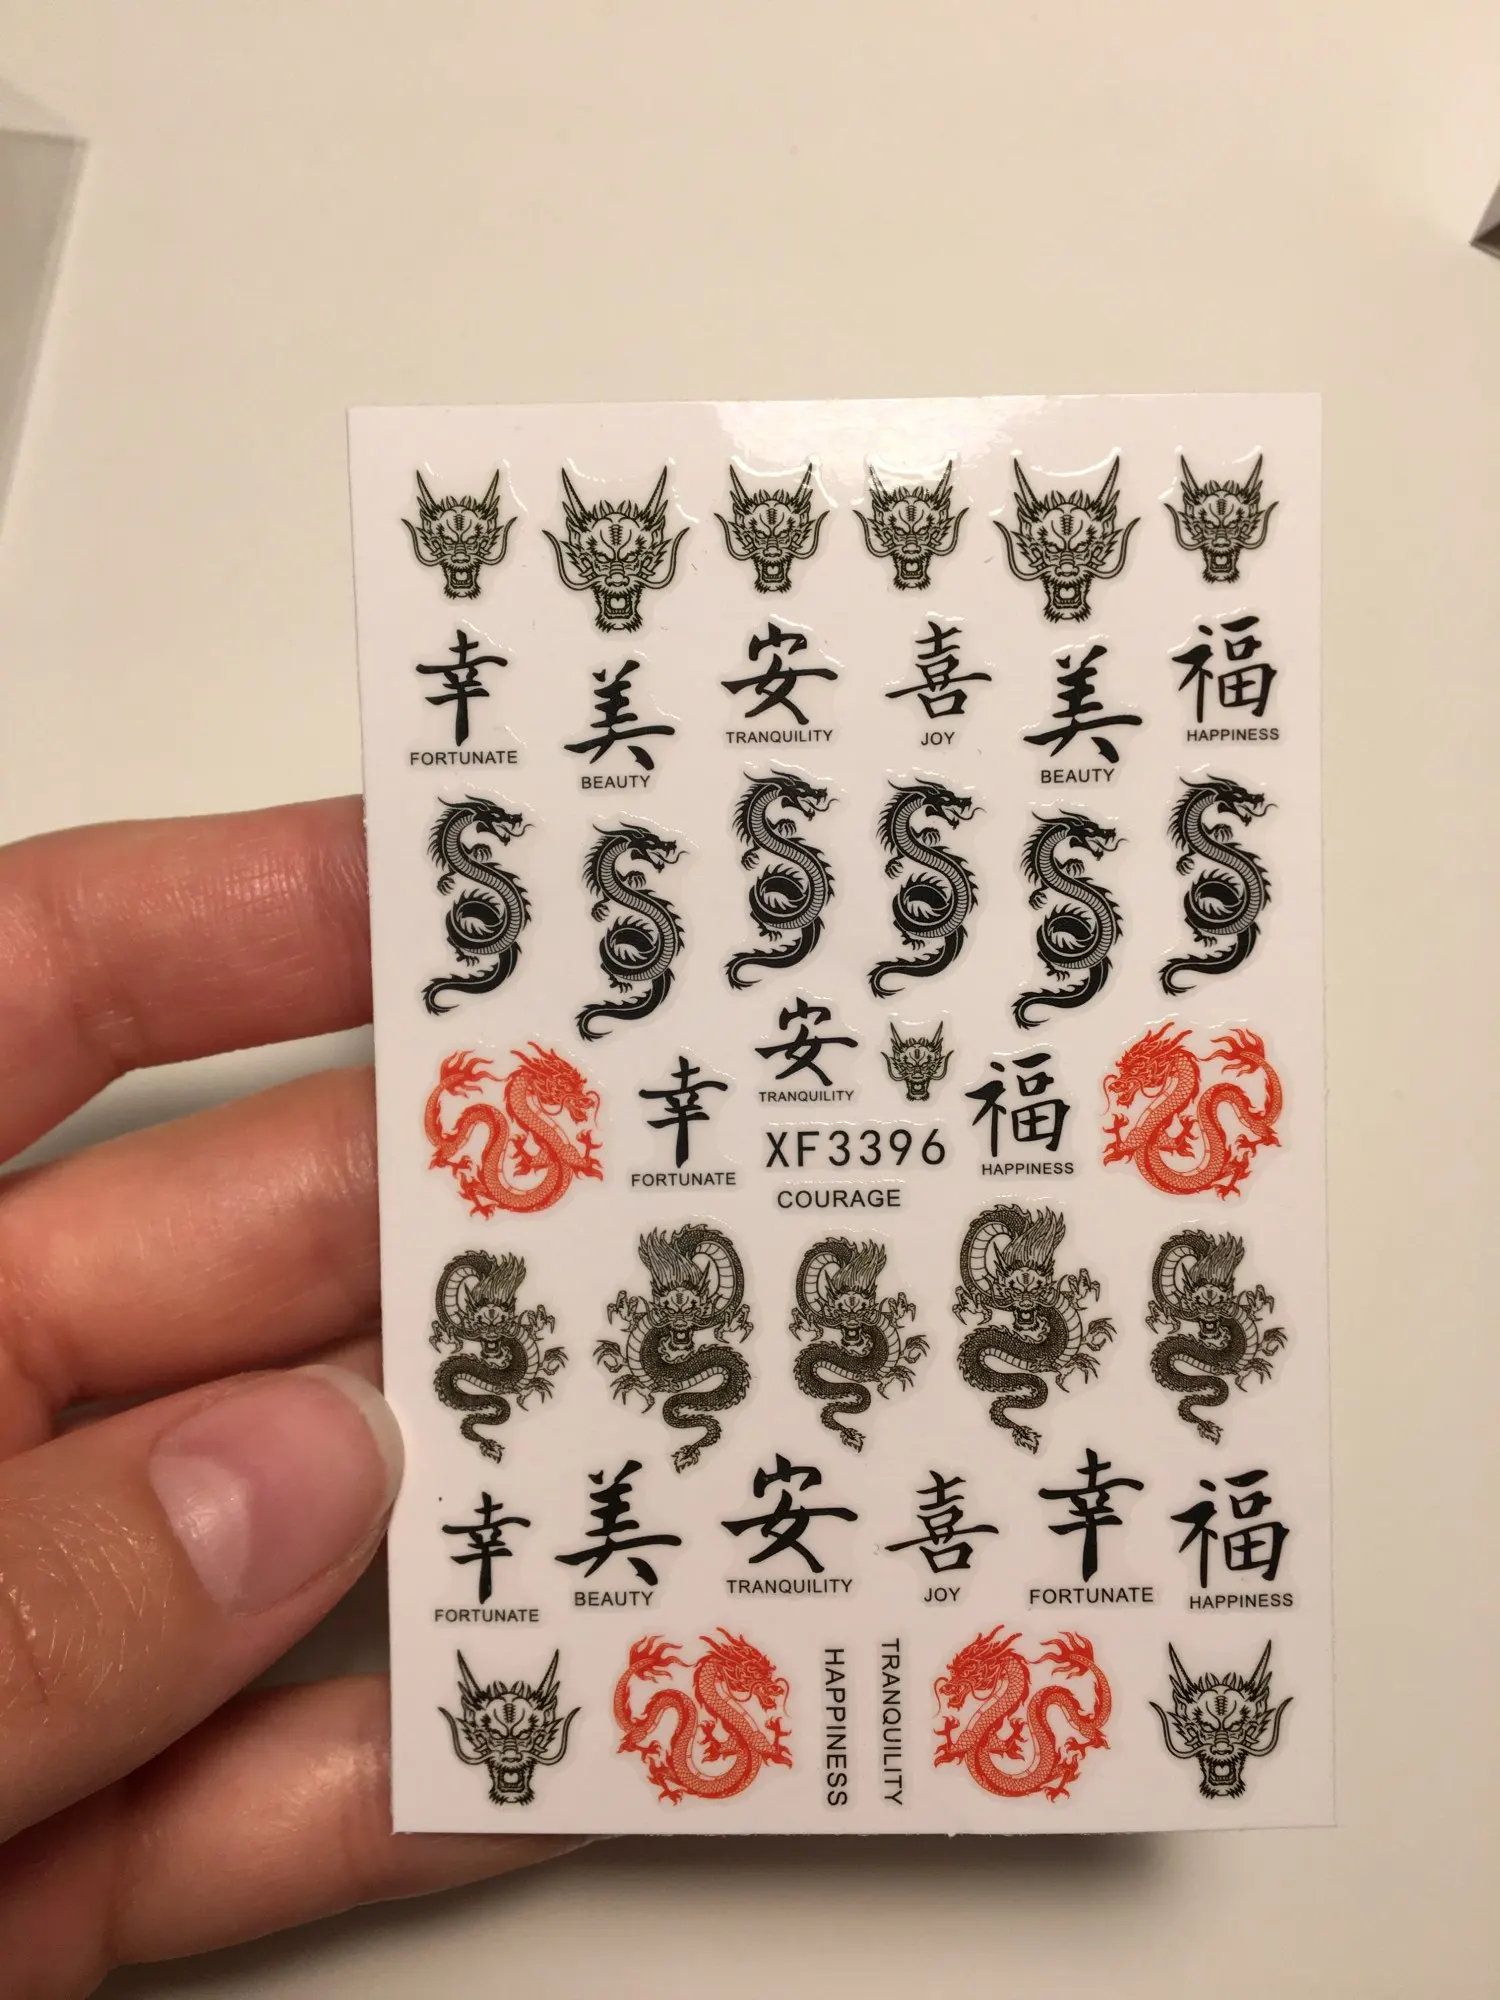 幸
FORTUNATE
美
BEAUTY
安
TRANQUILITY
喜
JOY
美
BEAUTY
福
HAPPINESS
幸
FORTUNATE
安
TRANQUILITY
XF3396
COURAGE
福
HAPPINESS
幸
FORTUNATE
美
BEAUTY
安
TRANQUILITY
喜
JOY
幸
FORTUNATE
福
HAPPINESS
HAPPINESS
TRANQUILITY